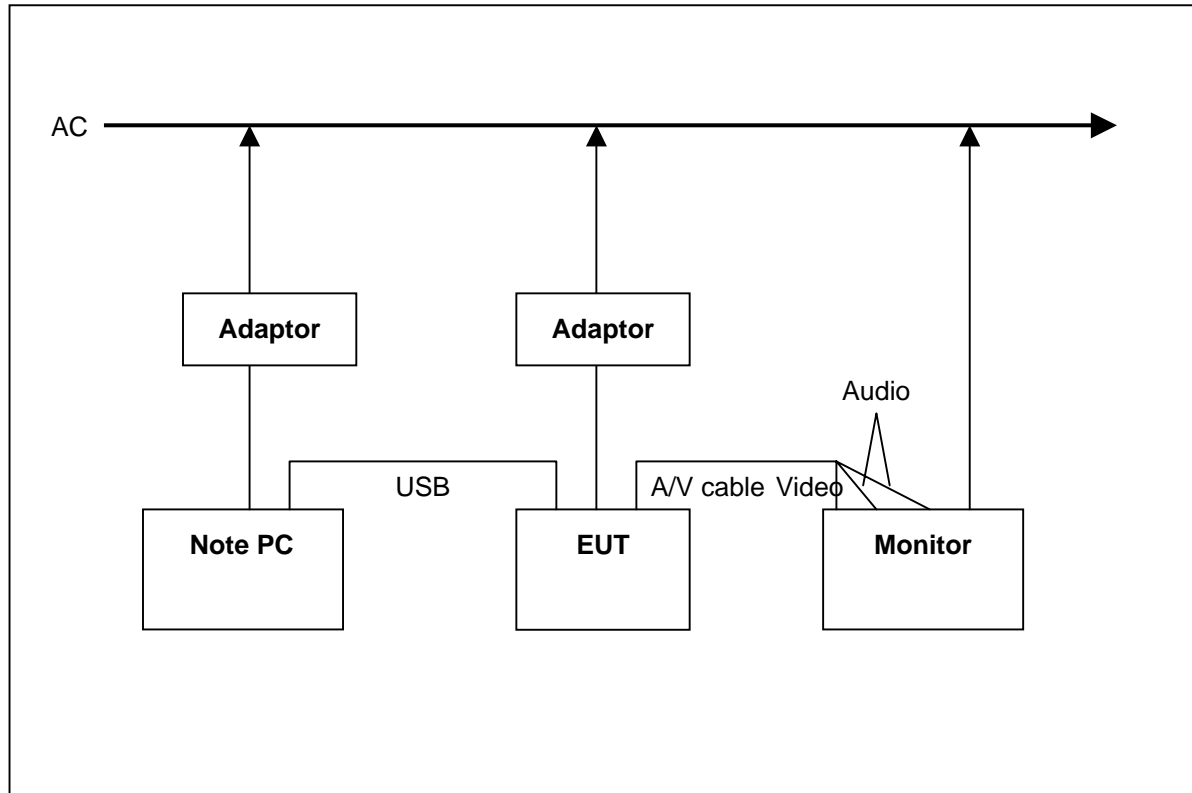 AC
Adaptor
Adaptor
Audio
USB
A/V cable Video
Note PC
EUT
Monitor